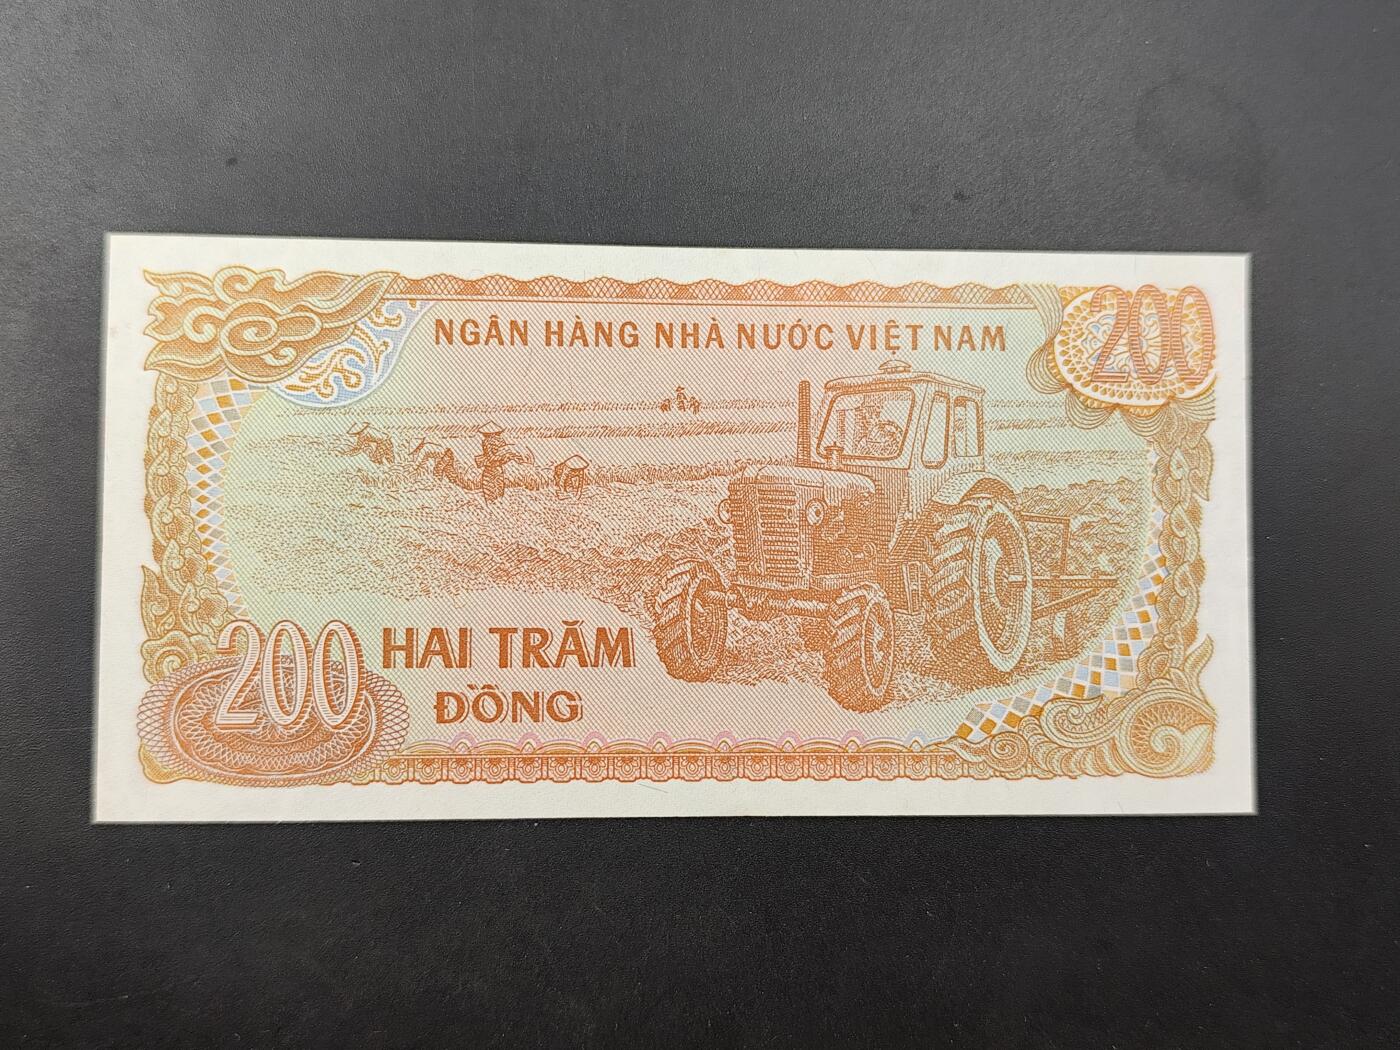 NGÂN HÀNG NHÀ NƯỚC VIỆT NAM
200
200
HAI TRĂM
ĐỒNG